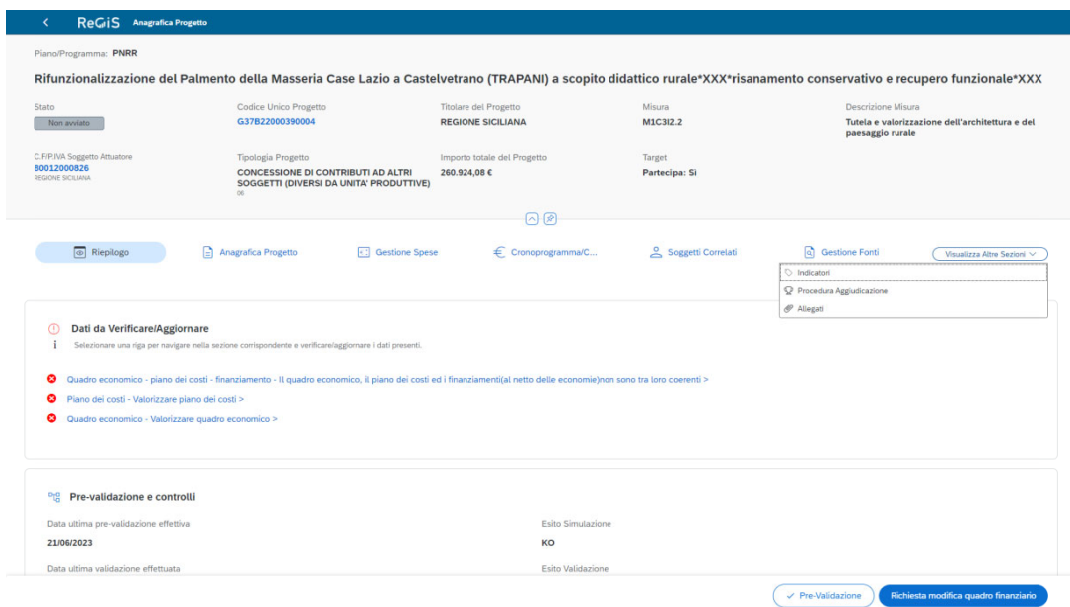 ReGiS Anagrafica Progetto
Piano/Programma: PNRR
Rifunzionalizzazione del Palmento della Masseria Case Lazio a Castelvetrano (TRAPANI) a scopito didattico rurale*XXX*risanamento conservativo e recupero funzionale*XXX
Stato Codice Unico Progetto Titolare del Progetto Misura Descrizione Misura
Non avviato G37B22000390004 REGIONE SICILIANA M1C3I2.2 Tutela e valorizzazione dell'architettura e del
paesaggio rurale
C.F/P.IVA Soggetto Attuatore Tipologia Progetto Importo totale del Progetto Target
80012000826 CONCESSIONE DI CONTRIBUTI AD ALTRI 260.924,08 € Partecipa: Sì
REGIONE SICILIANA SOGGETTI (DIVERSI DA UNITA' PRODUTTIVE)
06
Riepilogo Anagrafica Progetto Gestione Spese Cronoprogramma/C... Soggetti Correlati Gestione Fonti Visualizza Altre Sezioni
Indicatori
Procedura Aggiudicazione
Allegati
Dati da Verificare/Aggiornare
Selezionare una riga per navigare nella sezione corrispondente e verificare/aggiornare i dati presenti.
Quadro economico - piano dei costi - finanziamento - Il quadro economico, il piano dei costi ed i finanziamenti(al netto delle economie)non sono tra loro coerenti >
Piano dei costi - Valorizzare piano dei costi >
Quadro economico - Valorizzare quadro economico >
Pre-validazione e controlli
Data ultima pre-validazione effettiva Esito Simulazione
21/06/2023 KO
Data ultima validazione effettuata Esito Validazione
Pre-Validazione Richiesta modifica quadro finanziario